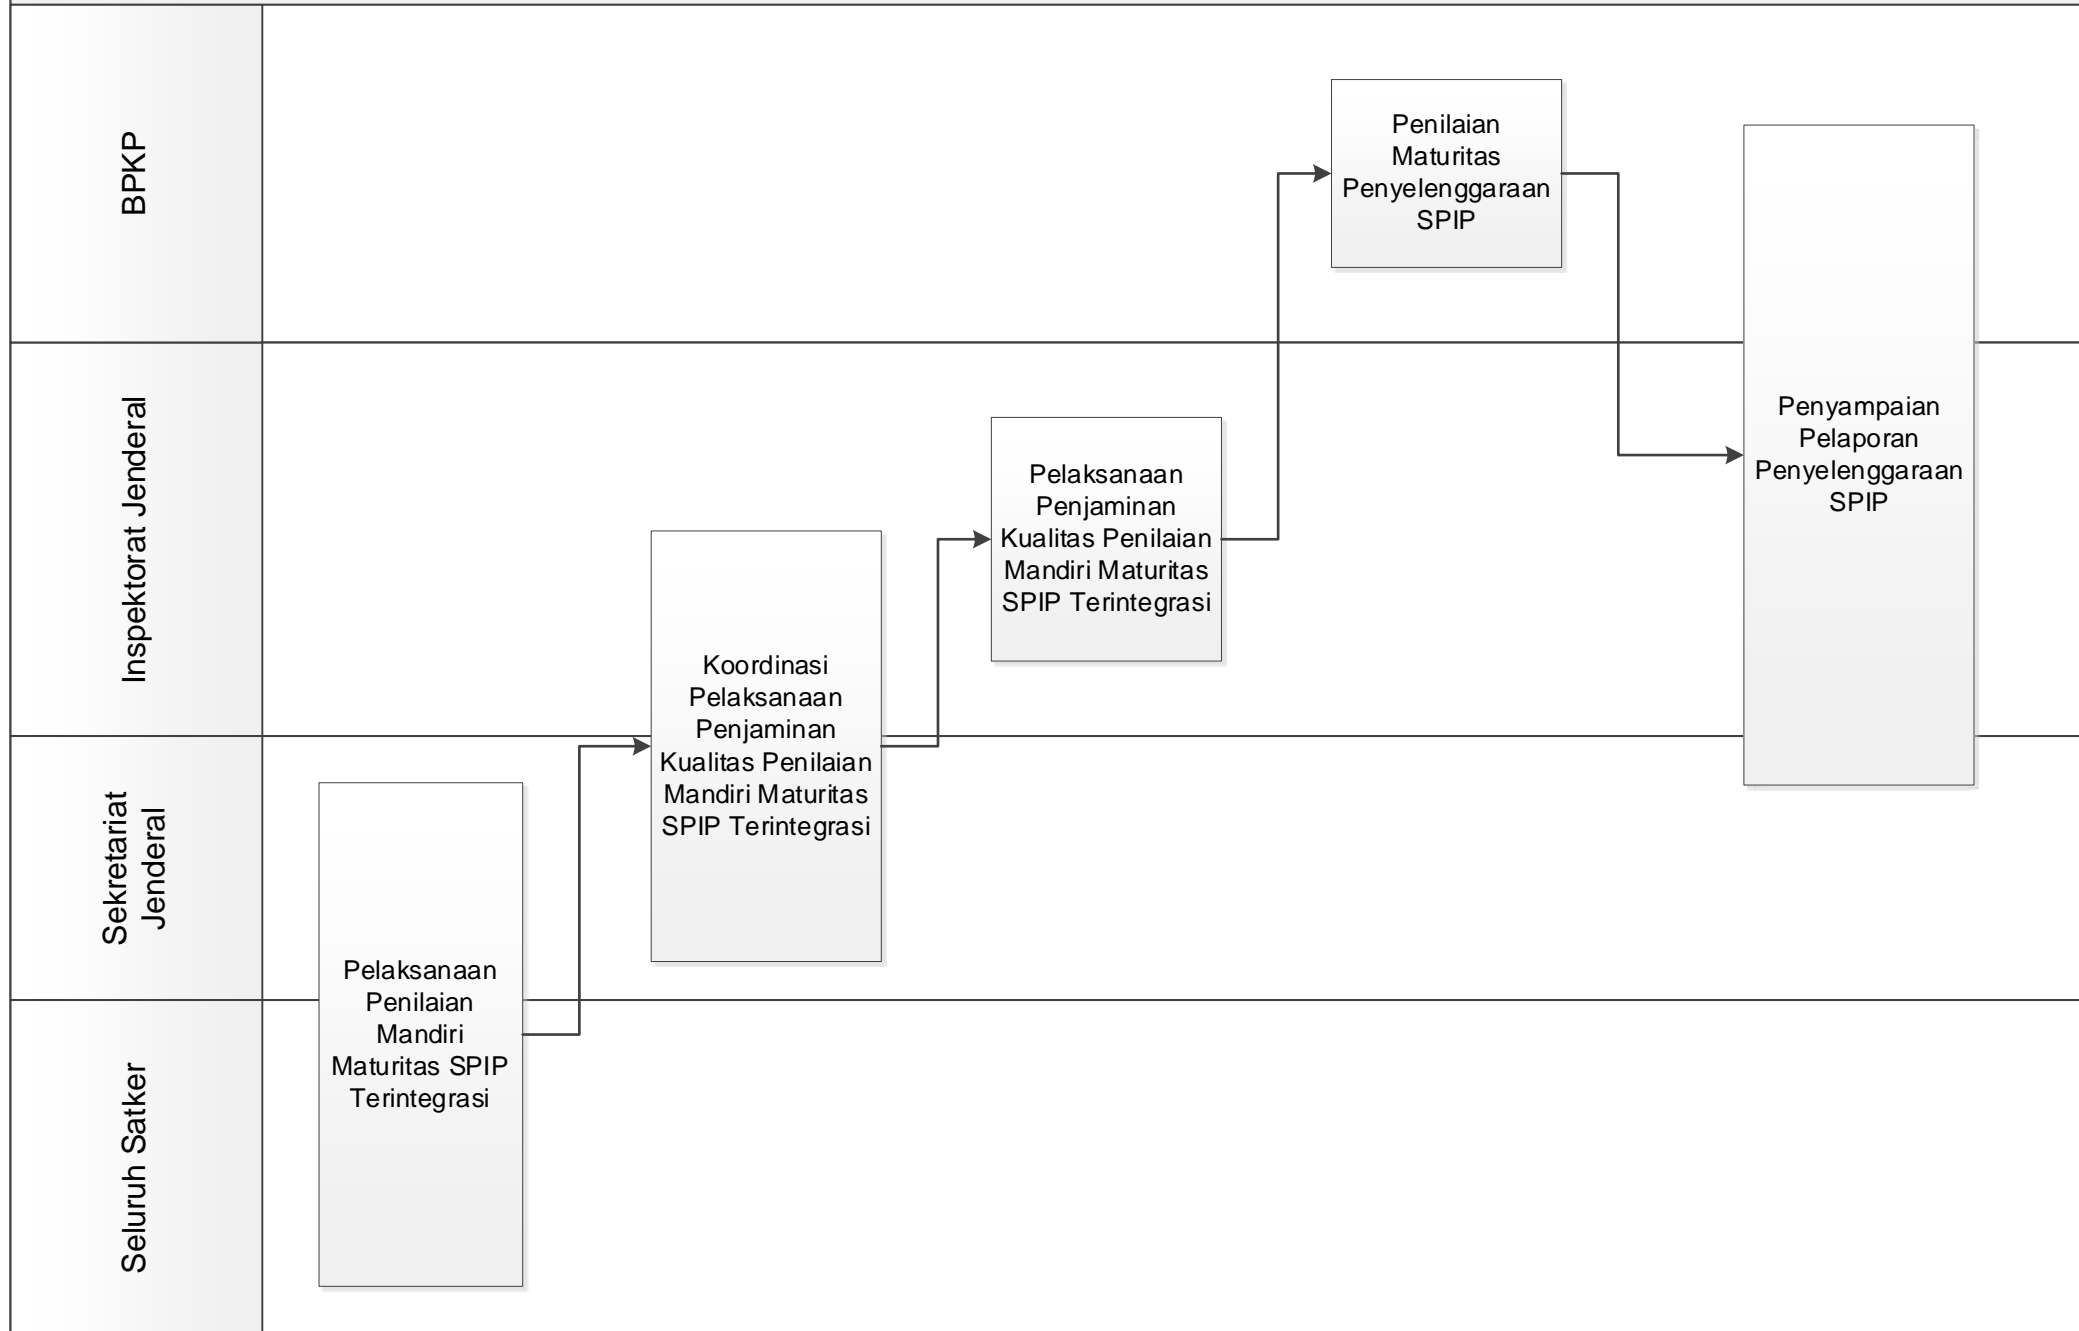 BPKP
Penilaian
Maturitas
Penyelenggaraan
SPIP
Inspektorat Jenderal
Penyampaian
Pelaporan
Penyelenggaraan
SPIP
Pelaksanaan
Penjaminan
Kualitas Penilaian
Mandiri Maturitas
SPIP Terintegrasi
Koordinasi
Pelaksanaan
Penjaminan
Kualitas Penilaian
Mandiri Maturitas
SPIP Terintegrasi
Sekretariat
Jenderal
Pelaksanaan
Penilaian
Mandiri
Maturitas SPIP
Terintegrasi
Seluruh Satker